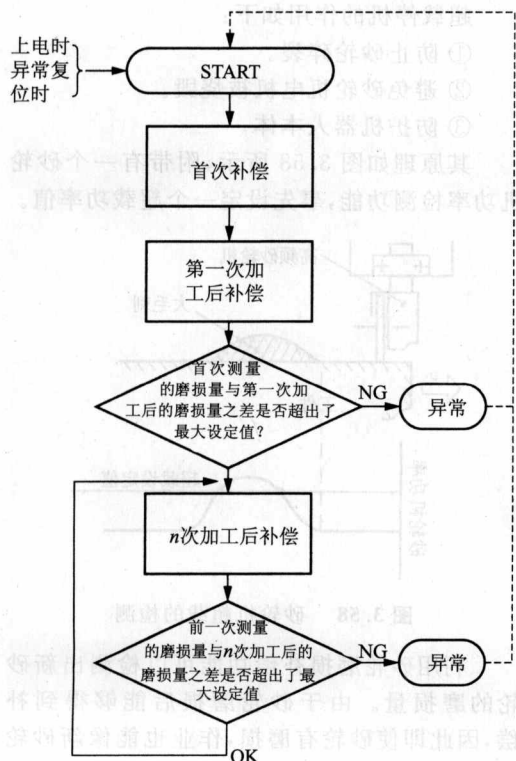 上电时
异常复
位时
START
首次补偿
第一次加
工后补偿
首次测量
的磨损量与第一次加
工后的磨损量之差是否超出了
最大设定值?
NG
异常
n次加工后补偿
前一次测量
的磨损量与n次加工后的
磨损量之差是否超出了最
大设定值
NG
异常
OK